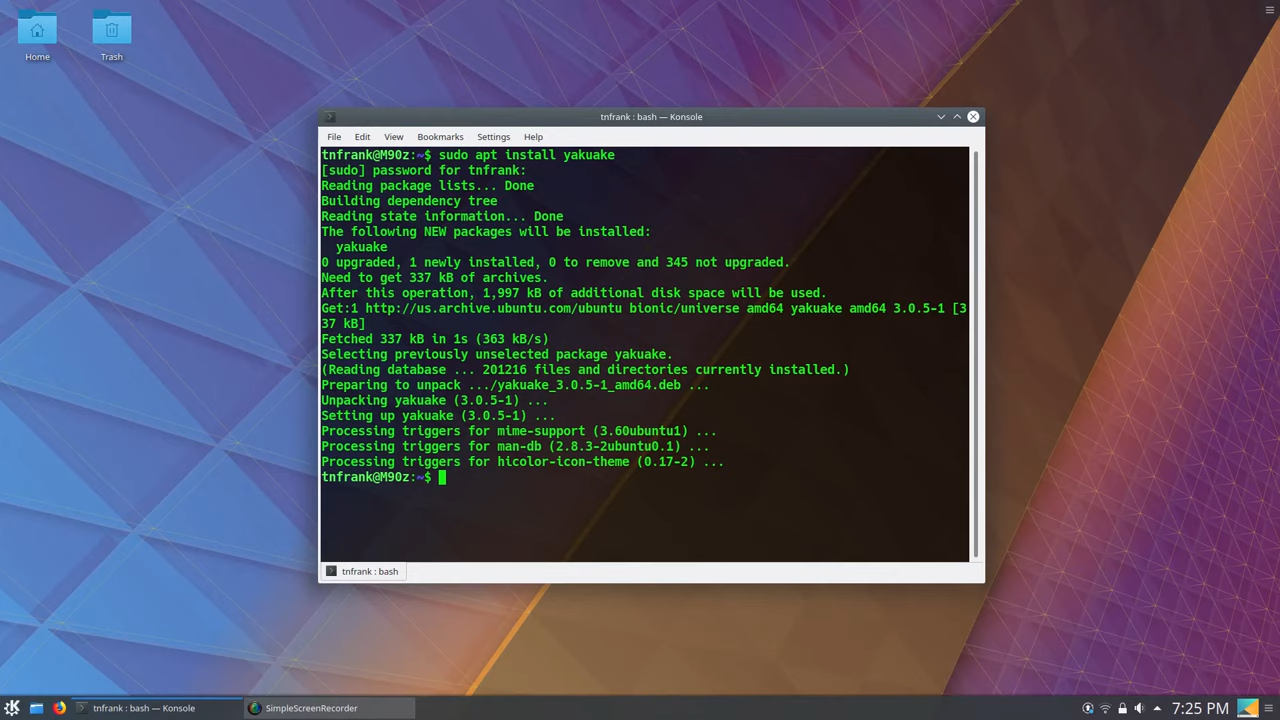 Home
Trash
tnfrank : bash — Konsole
File Edit View Bookmarks Settings Help
tnfrank@M90z:~$ sudo apt install yakuake
[sudo] password for tnfrank:
Reading package lists... Done
Building dependency tree
Reading state information... Done
The following NEW packages will be installed:
  yakuake
0 upgraded, 1 newly installed, 0 to remove and 345 not upgraded.
Need to get 337 kB of archives.
After this operation, 1,997 kB of additional disk space will be used.
Get:1 http://us.archive.ubuntu.com/ubuntu bionic/universe amd64 yakuake amd64 3.0.5-1 [3
37 kB]
Fetched 337 kB in 1s (363 kB/s)
Selecting previously unselected package yakuake.
(Reading database ... 201216 files and directories currently installed.)
Preparing to unpack .../yakuake_3.0.5-1_amd64.deb ...
Unpacking yakuake (3.0.5-1) ...
Setting up yakuake (3.0.5-1) ...
Processing triggers for mime-support (3.60ubuntu1) ...
Processing triggers for man-db (2.8.3-2ubuntu0.1) ...
Processing triggers for hicolor-icon-theme (0.17-2) ...
tnfrank@M90z:~$
tnfrank : bash
tnfrank : bash — Konsole
SimpleScreenRecorder
7:25 PM